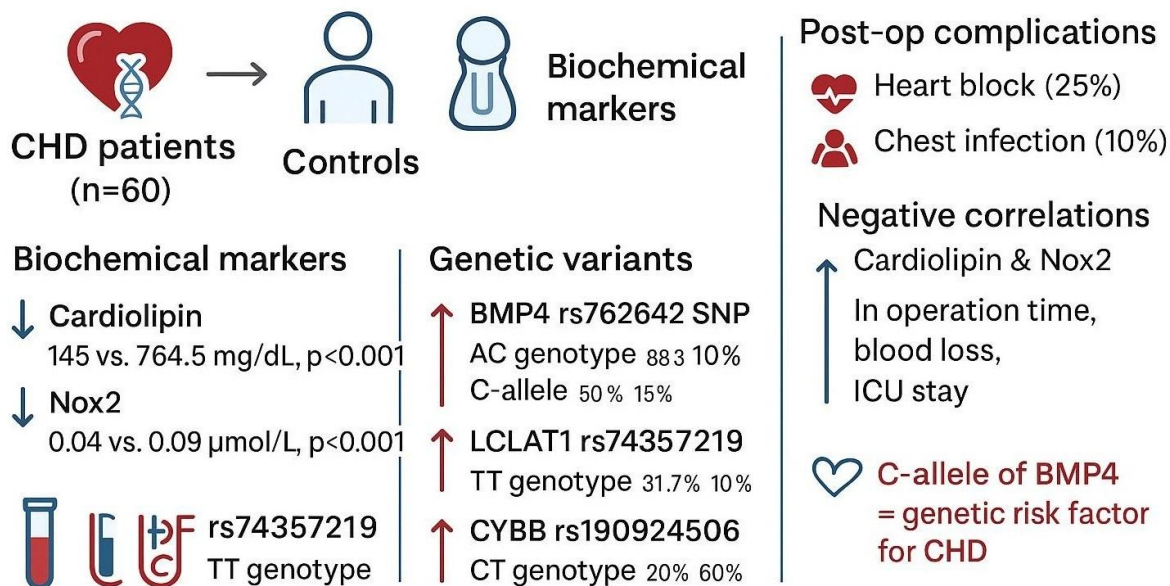 CHD patients
(n=60)
Controls
Biochemical
markers
Biochemical markers
Cardiolipin
145 vs. 764.5 mg/dL, p<0.001
Nox2
0.04 vs. 0.09 µmol/L, p<0.001
rs74357219
TT genotype
Genetic variants
BMP4 rs762642 SNP
AC genotype 883 10%
C-allele 50% 15%
LCLAT1 rs74357219
TT genotype 31.7% 10%
CYBB rs190924506
CT genotype 20% 60%
Post-op complications
Heart block (25%)
Chest infection (10%)
Negative correlations
Cardiolipin & Nox2
In operation time,
blood loss,
ICU stay
C-allele of BMP4
= genetic risk factor
for CHD